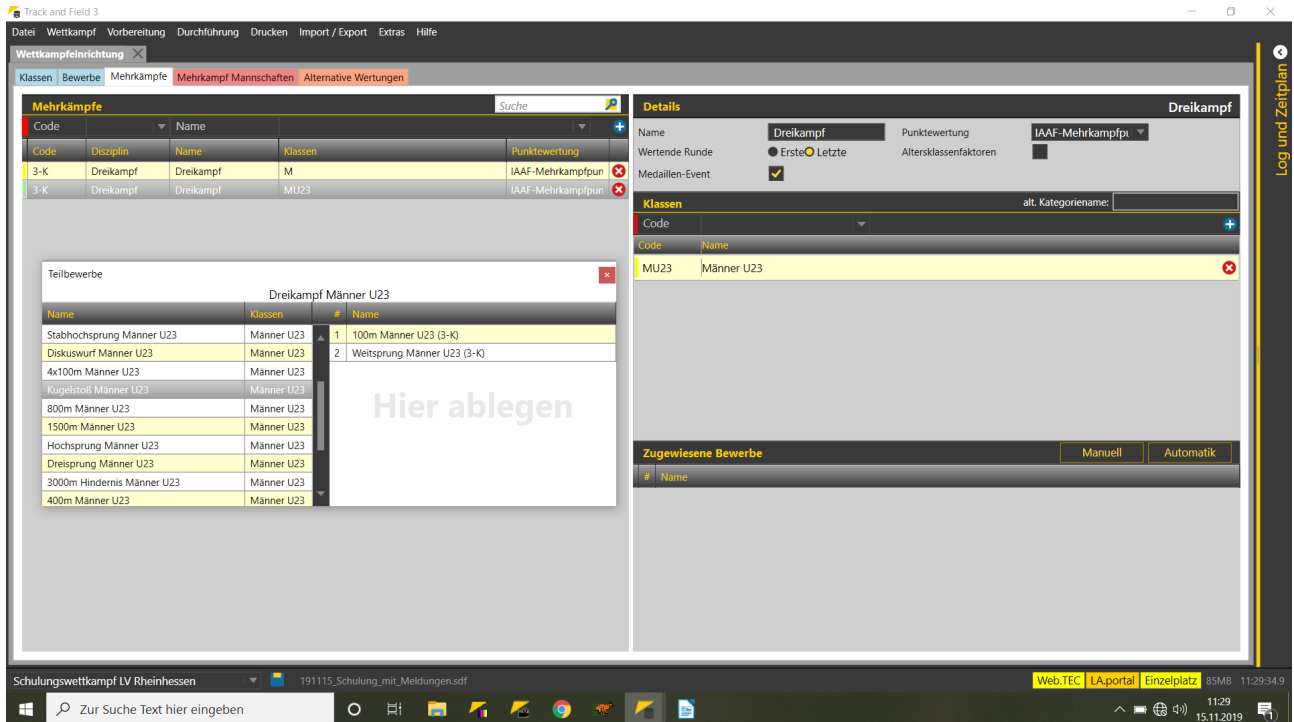 Track and Field 3
Datei Wettkampf Vorbereitung Durchführung Drucken Import / Export Extras Hilfe
Wettkampfeinrichtung
Klassen Bewerbe Mehrkämpfe Mehrkampf Mannschaften Alternative Wertungen
Mehrkämpfe Suche
Code Name
Code Disziplin Name Klassen Punktewertung
3-K Dreikampf Dreikampf M IAAF-Mehrkampfpun
3-K Dreikampf Dreikampf MU23 IAAF-Mehrkampfpun
Teilbewerbe
Dreikampf Männer U23
Name Klassen # Name
Stabhochsprung Männer U23 Männer U23 1 100m Männer U23 (3-K)
Diskuswurf Männer U23 Männer U23 2 Weitsprung Männer U23 (3-K)
4x100m Männer U23 Männer U23
Kugelstoß Männer U23 Männer U23
800m Männer U23 Männer U23
1500m Männer U23 Männer U23
Hochsprung Männer U23 Männer U23
Dreisprung Männer U23 Männer U23
3000m Hindernis Männer U23 Männer U23
400m Männer U23 Männer U23
Hier ablegen
Details Dreikampf
Name Dreikampf Punktewertung IAAF-Mehrkampfpu
Wertende Runde Erste Letzte Altersklassenfaktoren
Medaillen-Event
Klassen alt. Kategoriename:
Code
Code Name
MU23 Männer U23
Zugewiesene Bewerbe Manuell Automatik
# Name
Log und Zeitplan
Schulungswettkampf LV Rheinhessen 191115_Schulung_mit_Meldungen.sdf Web.TEC LA.portal Einzelplatz 85MB 11:29:34.9
Zur Suche Text hier eingeben 11:29
15.11.2019
1